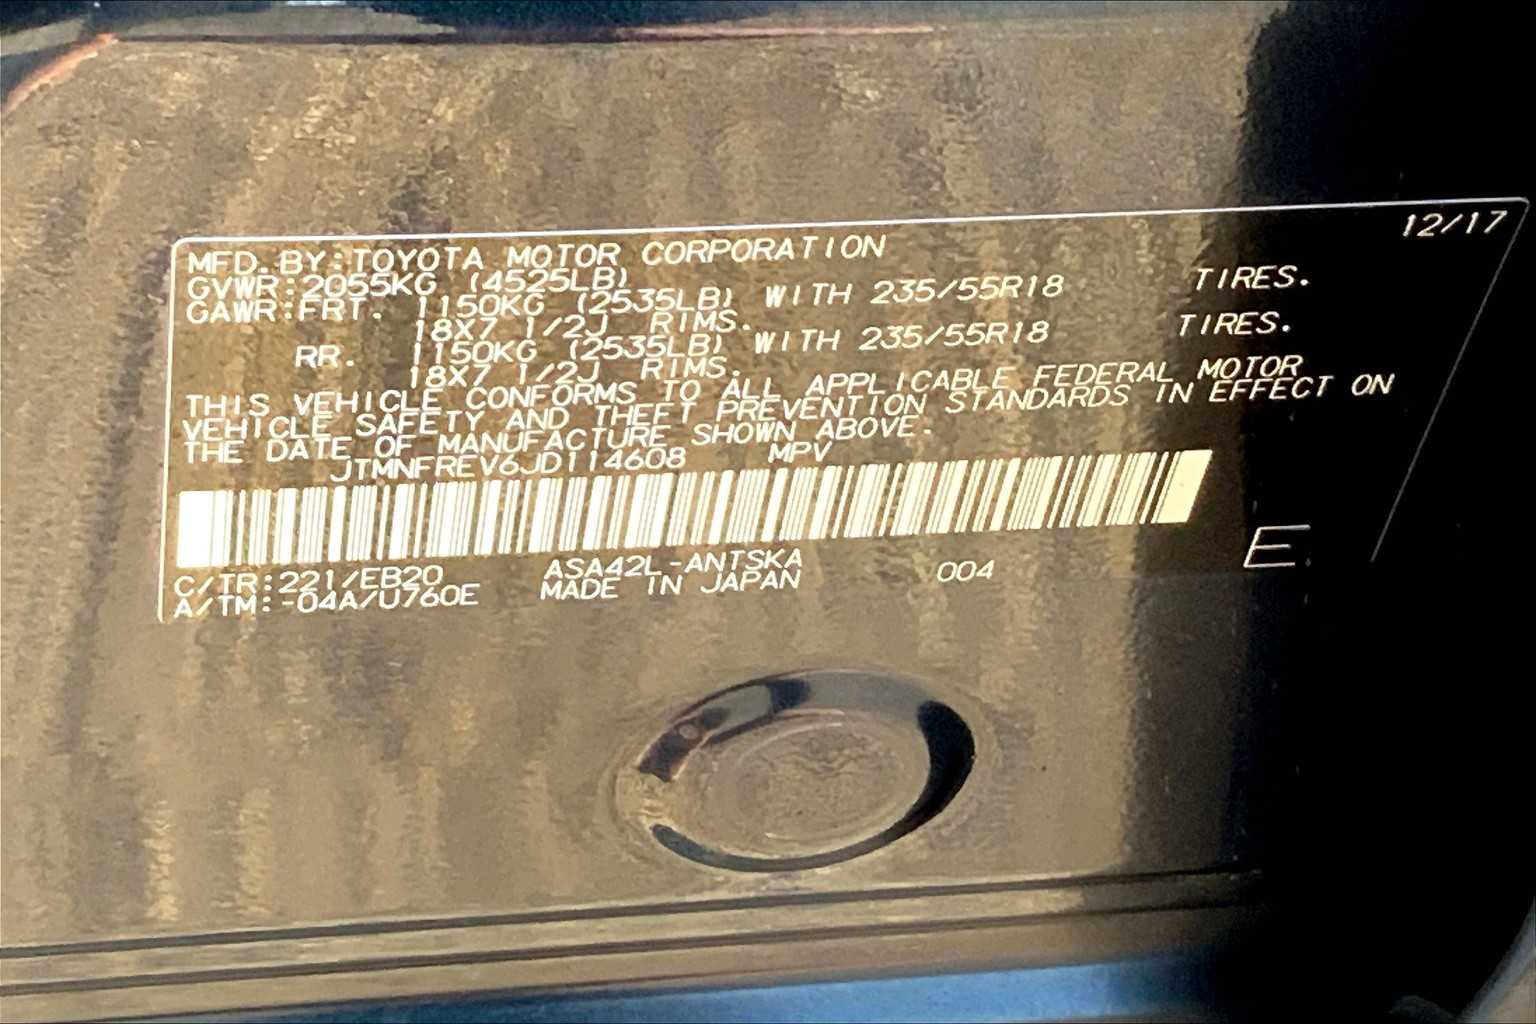 12/17
MFD. BY:TOYOTA MOTOR CORPORATION
GVWR:2055KG (4525LB)
GAWR:FRT. 1150KG (2535LB) WITH 235/55R18 TIRES.
18X7 1/2J RIMS.
RR. 1150KG (2535LB) WITH 235/55R18 TIRES.
18X7 1/2J RIMS.
THIS VEHICLE CONFORMS TO ALL APPLICABLE FEDERAL MOTOR
VEHICLE SAFETY AND THEFT PREVENTION STANDARDS IN EFFECT ON
THE DATE OF MANUFACTURE SHOWN ABOVE.
JTMNFREV6JD114608 MPV
C/TR:221/EB20 ASA42L-ANTSKA 004 E
A/TM:-04A/U760E MADE IN JAPAN